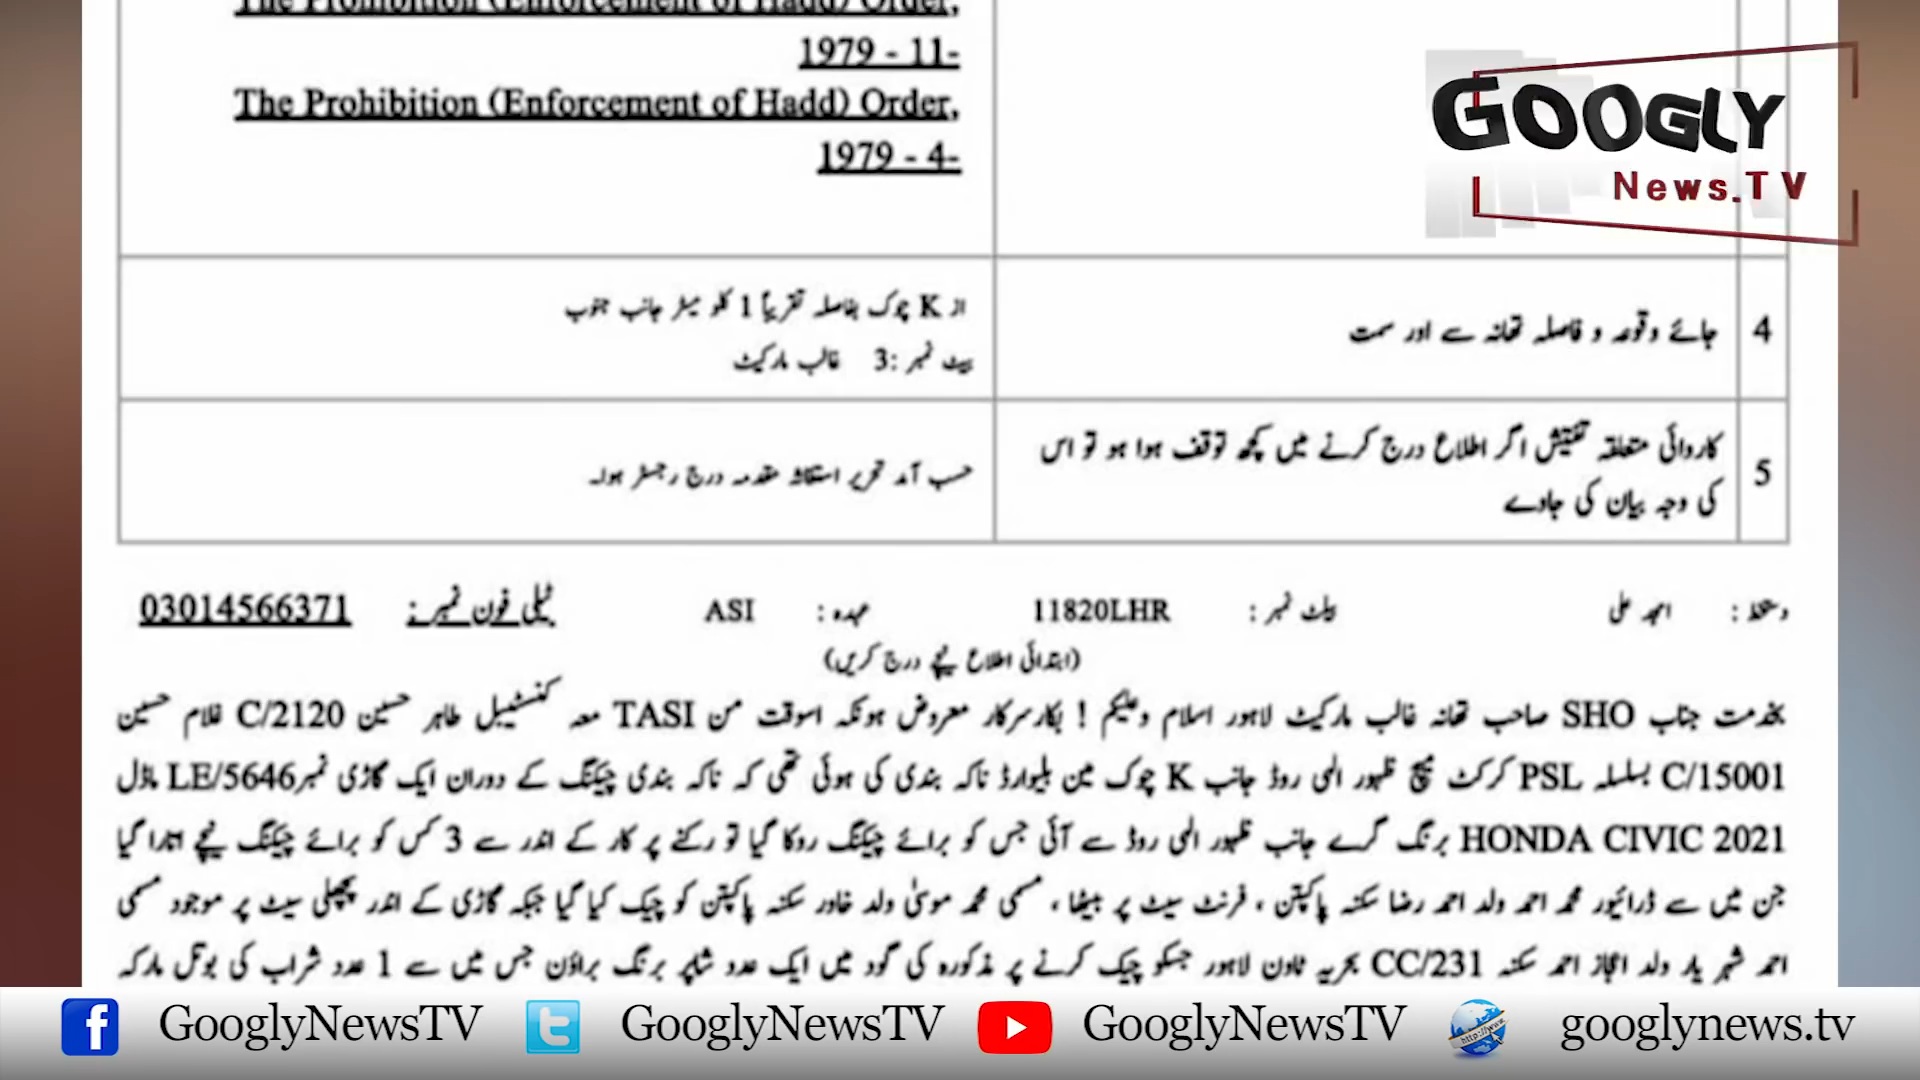 The Prohibition (Enforcement of Hadd) Order,
1979 - 11-
The Prohibition (Enforcement of Hadd) Order,
1979 - 4-
GOOGLY
News.TV
4
جائے وقوعہ و فاصلہ تھانہ سے اور سمت
از K چوک بفاصلہ تقریباً 1 کلو میٹر جانب جنوب
بیٹ نمبر :3 غالب مارکیٹ
5
کاروائی متعلقہ تفتیش اگر اطلاع درج کرنے میں کچھ توقف ہوا ہو تو اس
کی وجہ بیان کی جاوے
حسب آمد تحریر استغاثہ مقدمہ درج رجسٹر ہوا۔
دستخط : امجد علی بیلٹ نمبر : 11820LHR عہدہ : ASI ٹیلی فون نمبر : 03014566371
(ابتدائی اطلاع نیچے درج کریں)
بخدمت جناب SHO صاحب تھانہ غالب مارکیٹ لاہور اسلام وعلیکم ! بکارسرکار معروض ہونکہ اسوقت من TASI معہ کنسٹیبل طاہر حسین C/2120 غلام حسین
C/15001 بسلسلہ PSL کرکٹ میچ ظہور الٰہی روڈ جانب K چوک مین بلیوارڈ ناکہ بندی کی ہوئی تھی کہ ناکہ بندی چیکنگ کے دوران ایک گاڑی نمبرLE/5646 ماڈل
HONDA CIVIC 2021 برنگ گرے جانب ظہور الٰہی روڈ سے آئی جس کو برائے چیکنگ روکا گیا تو رکنے پر کار کے اندر سے 3 کس کو برائے چیکنگ نیچے اتارا گیا
جن میں سے ڈرائیور محمد احمد ولد احمد رضا سکنہ پاکپتن ، فرنٹ سیٹ پر بیٹھا ، مسمی محمد موسیٰ ولد خاور سکنہ پاکپتن کو چیک کیا گیا جبکہ گاڑی کے اندر پچھلی سیٹ پر موجود مسمی
احمد شہر یار ولد اعجاز احمد سکنہ CC/231 بحریہ ٹاون لاہور جسکو چیک کرنے پر مذکورہ کی گود میں ایک عدد شاپر برنگ براؤن جس میں سے 1 عدد شراب کی بوتل مارکہ
GooglyNewsTV GooglyNewsTV GooglyNewsTV googlynews.tv